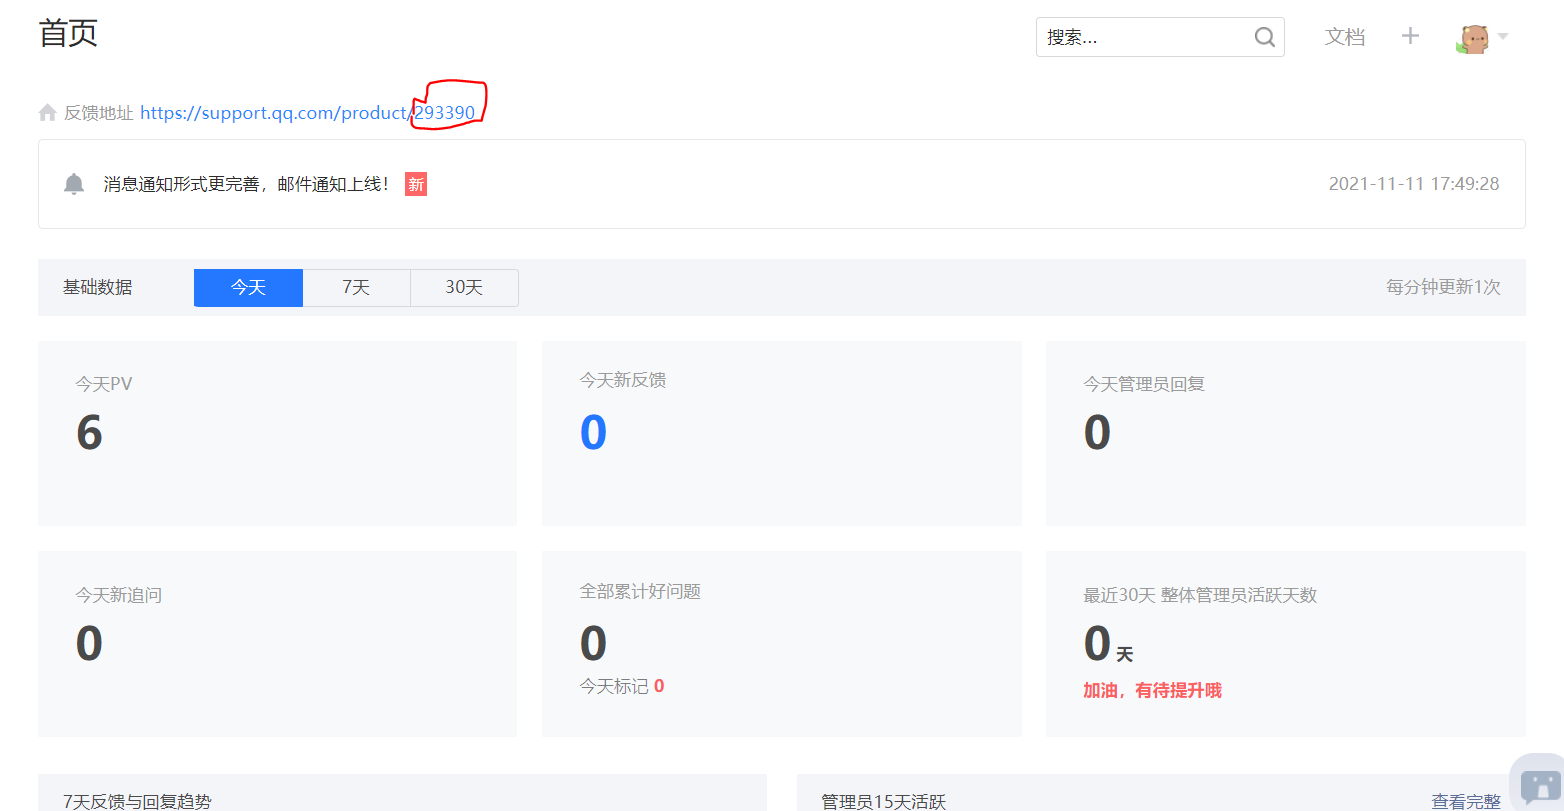 首页
搜索...
文档
反馈地址 https://support.qq.com/product/293390
消息通知形式更完善，邮件通知上线！ 新
2021-11-11 17:49:28
基础数据 今天 7天 30天 每分钟更新1次
今天PV
6
今天新反馈
0
今天管理员回复
0
今天新追问
0
全部累计好问题
0
今天标记 0
最近30天 整体管理员活跃天数
0 天
加油，有待提升哦
7天反馈与回复趋势
管理员15天活跃
查看完整